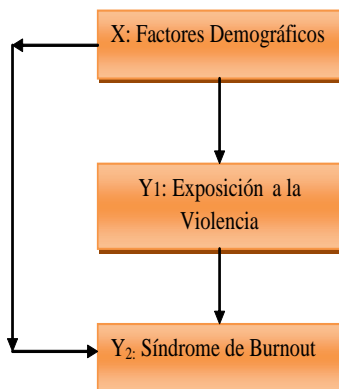 X: Factores Demográficos
Y1: Exposición a la
Violencia
Y2: Síndrome de Burnout